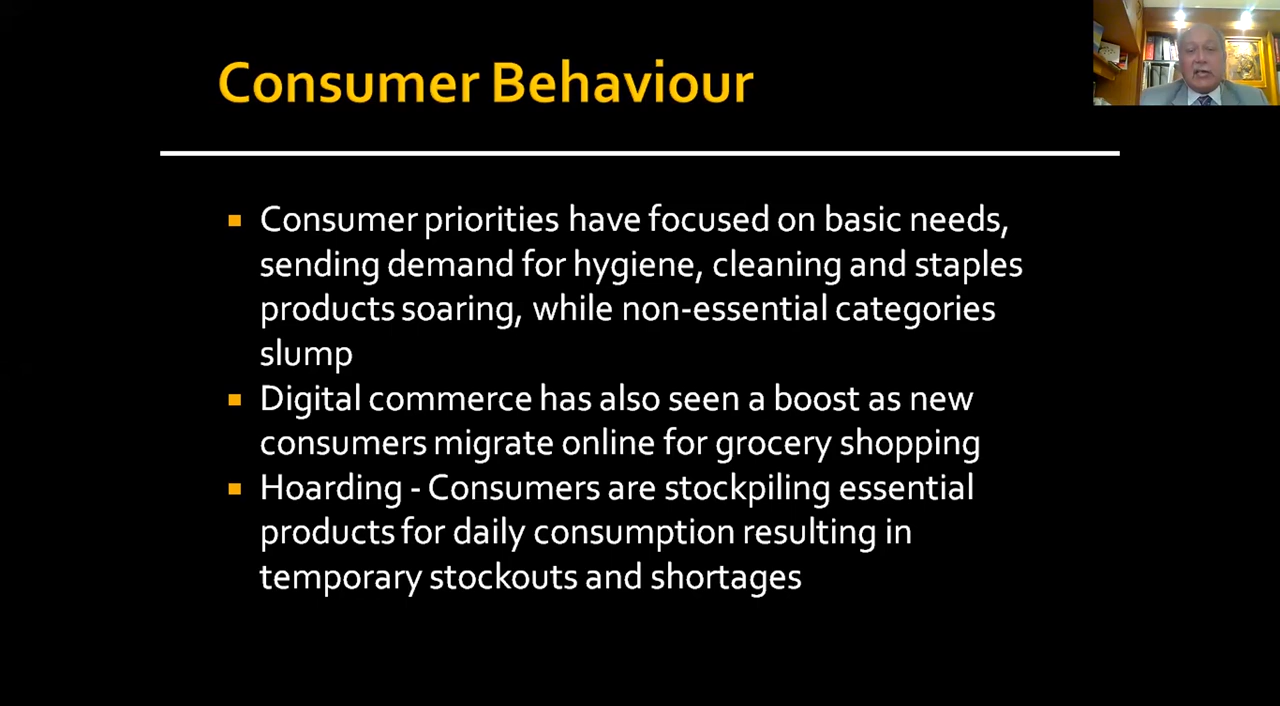 Consumer Behaviour
Consumer priorities have focused on basic needs,
sending demand for hygiene, cleaning and staples
products soaring, while non-essential categories
slump
Digital commerce has also seen a boost as new
consumers migrate online for grocery shopping
Hoarding - Consumers are stockpiling essential
products for daily consumption resulting in
temporary stockouts and shortages